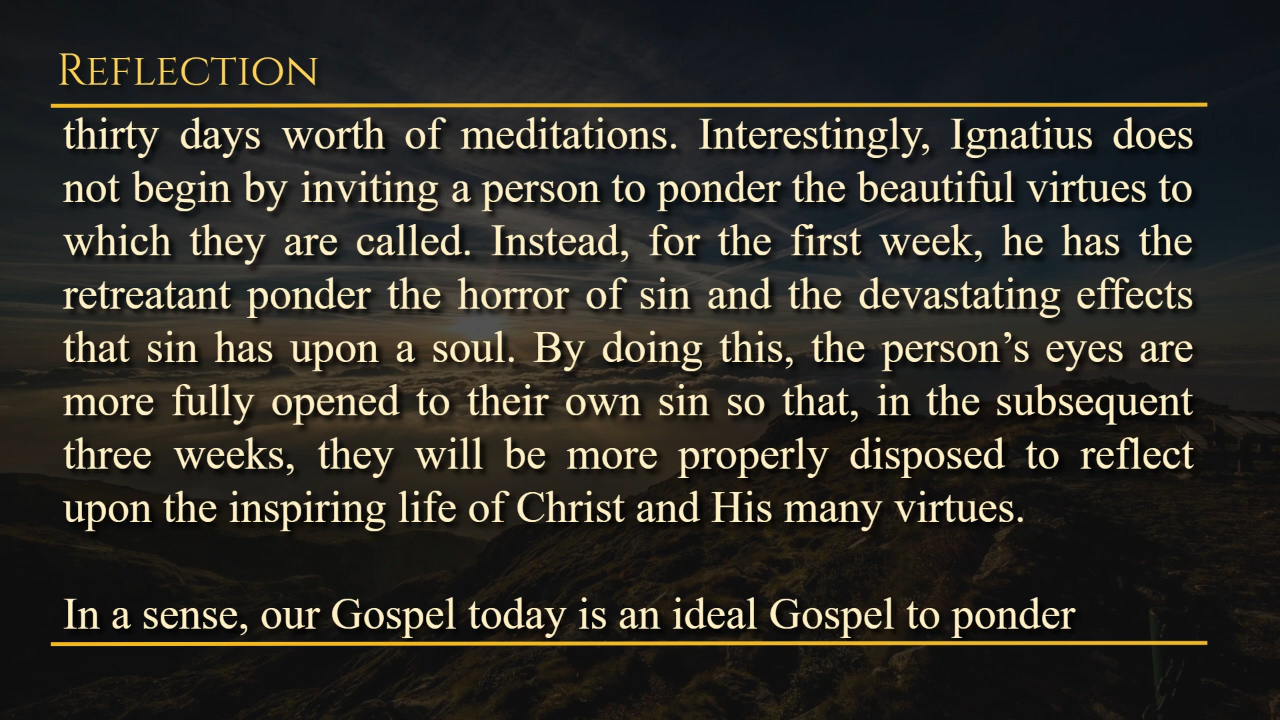 Reflection
thirty days worth of meditations. Interestingly, Ignatius does
not begin by inviting a person to ponder the beautiful virtues to
which they are called. Instead, for the first week, he has the
retreatant ponder the horror of sin and the devastating effects
that sin has upon a soul. By doing this, the person’s eyes are
more fully opened to their own sin so that, in the subsequent
three weeks, they will be more properly disposed to reflect
upon the inspiring life of Christ and His many virtues.
In a sense, our Gospel today is an ideal Gospel to ponder